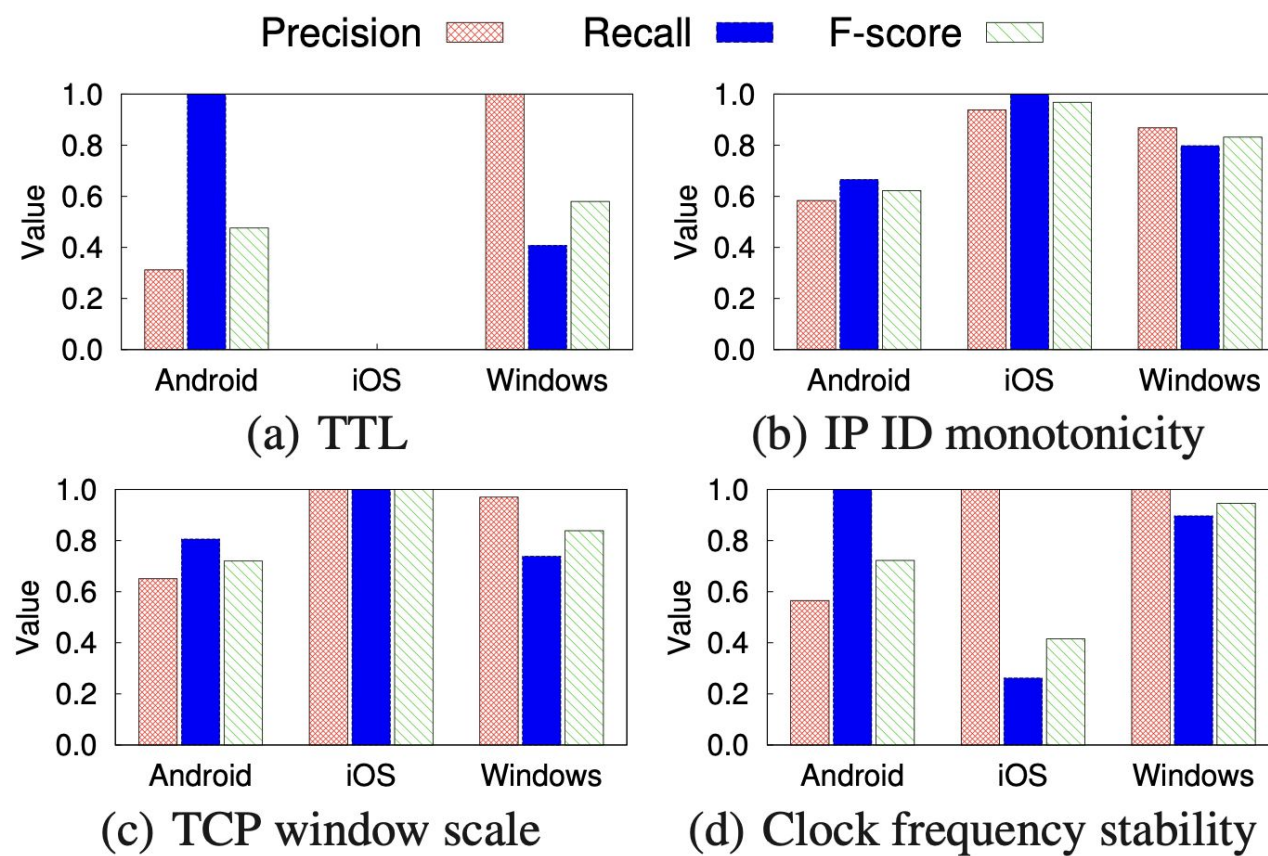 Precision Recall F-score
1.0 1.0
0.8 0.8
0.6 0.6
0.4 0.4
0.2 0.2
0.0 0.0
Value Value
Android iOS Windows Android iOS Windows
(a) TTL (b) IP ID monotonicity
1.0 1.0
0.8 0.8
0.6 0.6
0.4 0.4
0.2 0.2
0.0 0.0
Value Value
Android iOS Windows Android iOS Windows
(c) TCP window scale (d) Clock frequency stability